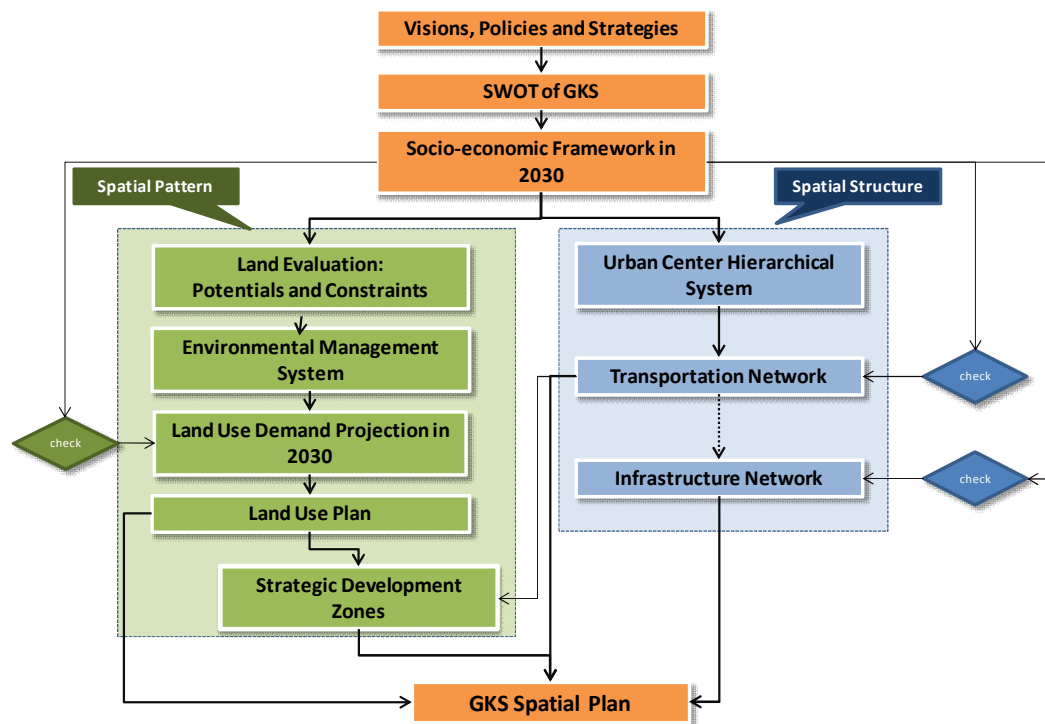 Visions, Policies and Strategies
SWOT of GKS
Socio-economic Framework in
2030
Spatial Pattern
Spatial Structure
Land Evaluation:
Potentials and Constraints
Urban Center Hierarchical
System
Environmental Management
System
Transportation Network
check
check
Land Use Demand Projection in
2030
Infrastructure Network
check
Land Use Plan
Strategic Development
Zones
GKS Spatial Plan